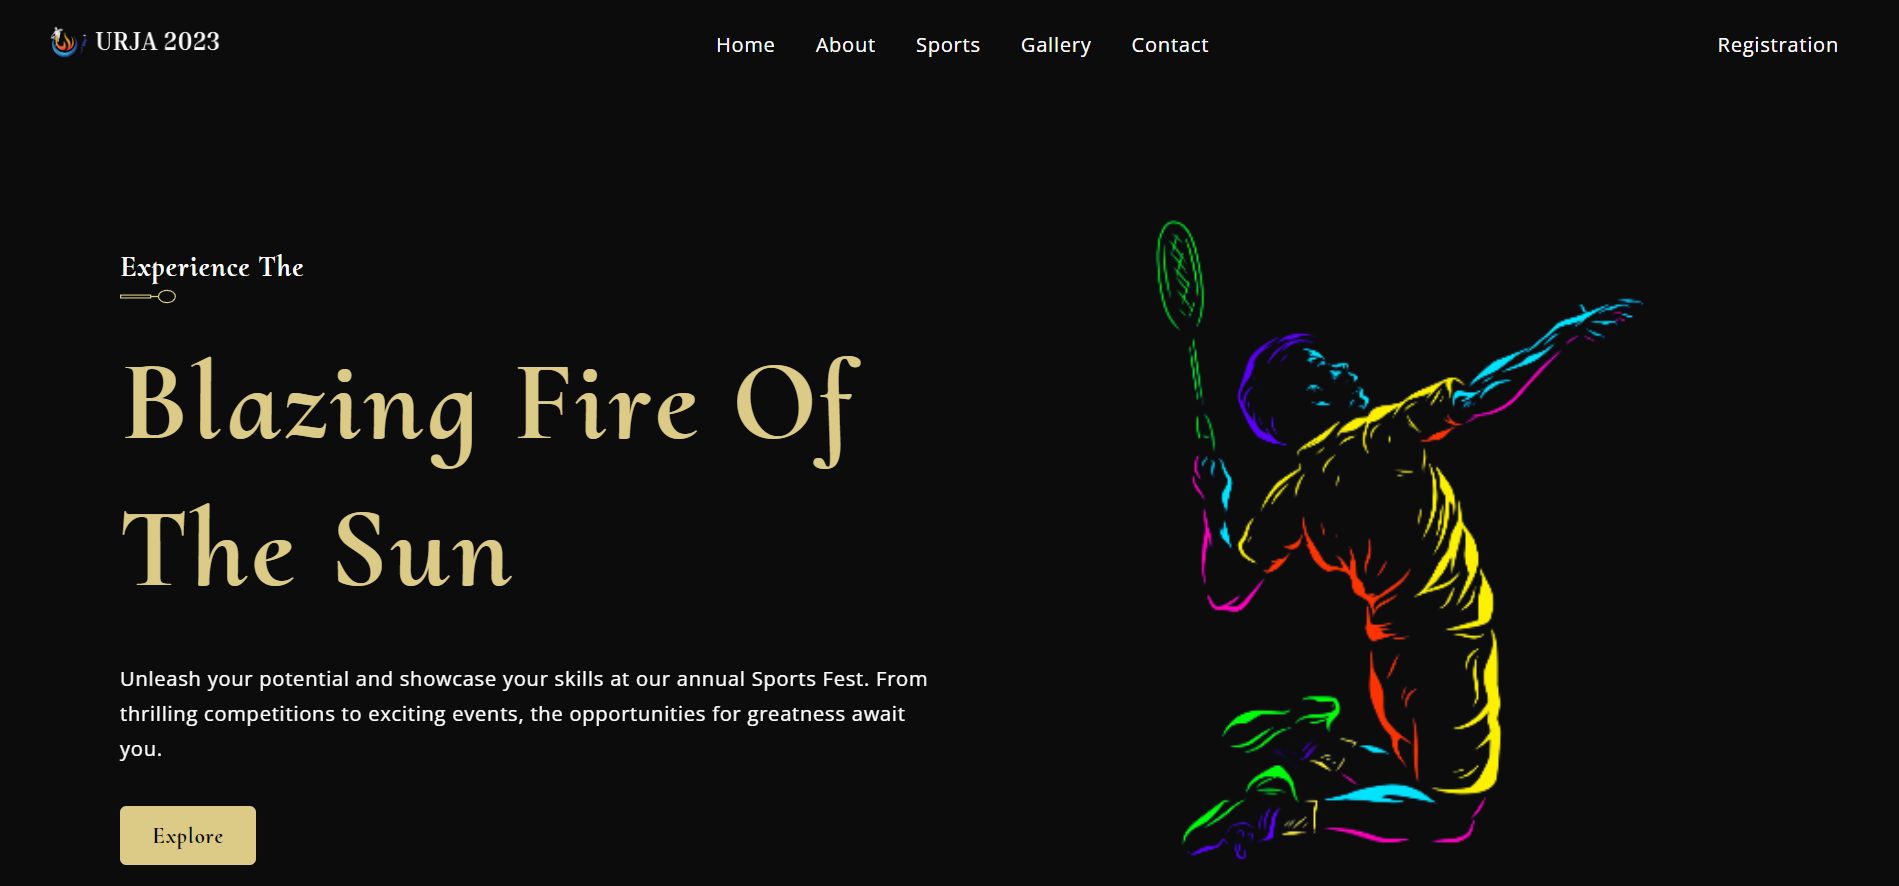 URJA 2023
Home About Sports Gallery Contact
Registration
Experience The
Blazing Fire Of
The Sun
Unleash your potential and showcase your skills at our annual Sports Fest. From
thrilling competitions to exciting events, the opportunities for greatness await
you.
Explore